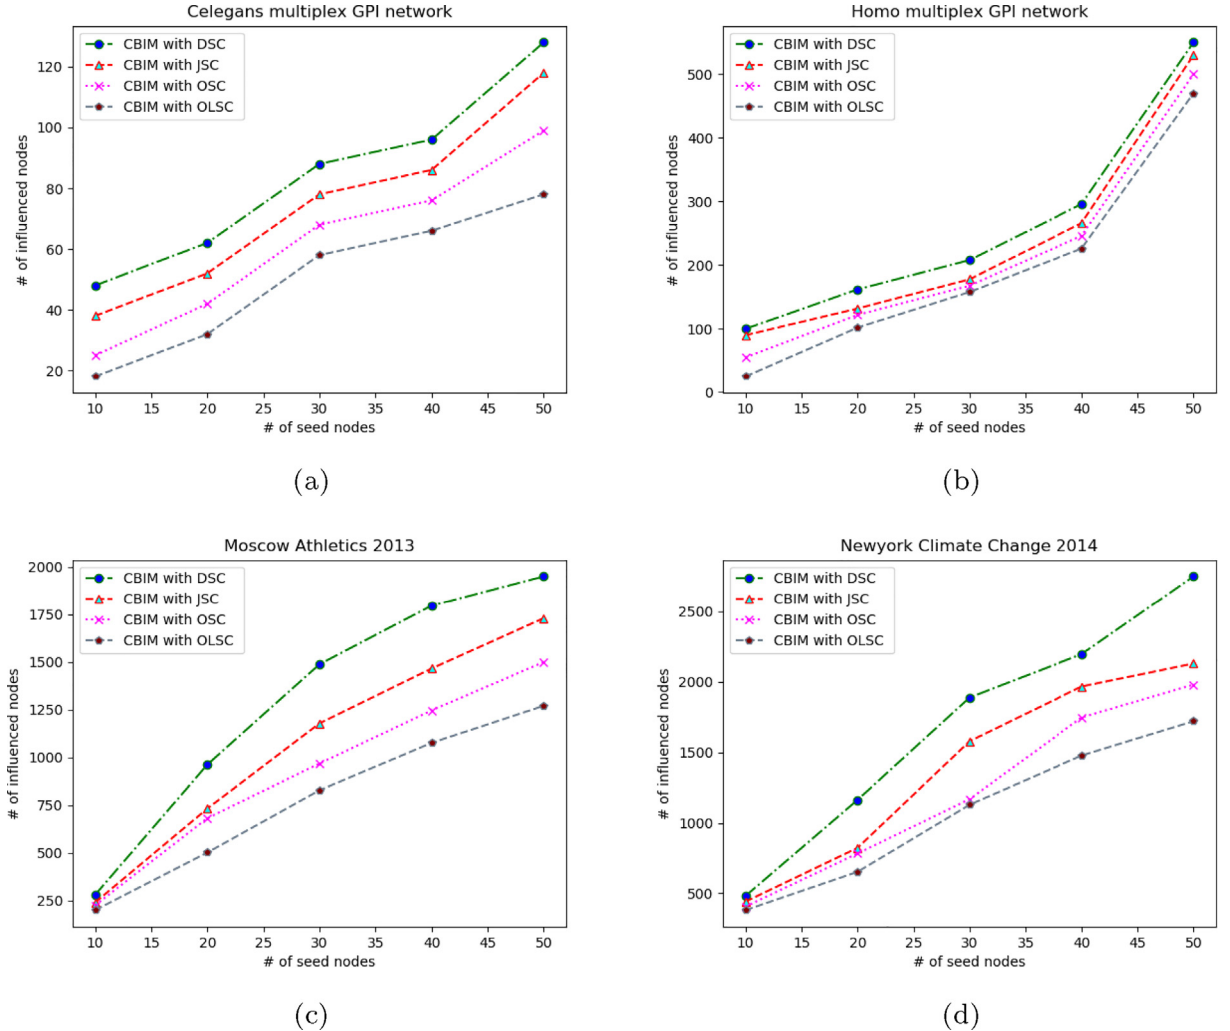 Celegans multiplex GPI network
CBIM with DSC
CBIM with JSC
CBIM with OSC
CBIM with OLSC
# of influenced nodes
120
100
80
60
40
20
10 15 20 25 30 35 40 45 50
# of seed nodes
(a)
Homo multiplex GPI network
CBIM with DSC
CBIM with JSC
CBIM with OSC
CBIM with OLSC
# of influenced nodes
500
400
300
200
100
0
10 15 20 25 30 35 40 45 50
# of seed nodes
(b)
Moscow Athletics 2013
CBIM with DSC
CBIM with JSC
CBIM with OSC
CBIM with OLSC
# of influenced nodes
2000
1750
1500
1250
1000
750
500
250
10 15 20 25 30 35 40 45 50
# of seed nodes
(c)
Newyork Climate Change 2014
CBIM with DSC
CBIM with JSC
CBIM with OSC
CBIM with OLSC
# of influenced nodes
2500
2000
1500
1000
500
10 15 20 25 30 35 40 45 50
# of seed nodes
(d)